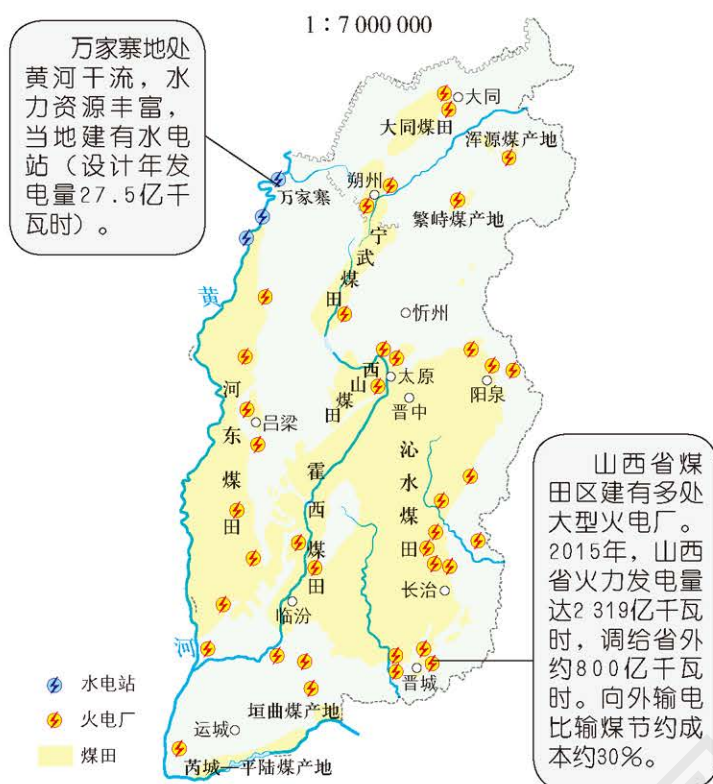 1∶7 000 000
万家寨地处
黄河干流，水
力资源丰富，
当地建有水电
站（设计年发
电量27.5亿千
瓦时）。
大同
大同煤田
浑源煤产地
朔州
万家寨
繁峙煤产地
宁武煤田
黄
忻州
太原
西山煤田
晋中
阳泉
吕梁
河东煤田
霍西煤田
沁水煤田
山西省煤
田区建有多处
大型火电厂。
2015年，山西
省火力发电量
达2 319亿千瓦
时，调给省外
约800亿千瓦
时。向外输电
比输煤节约成
本约30%。
长治
临汾
河
晋城
水电站
火电厂
煤田
垣曲煤产地
运城
芮城—平陆煤产地